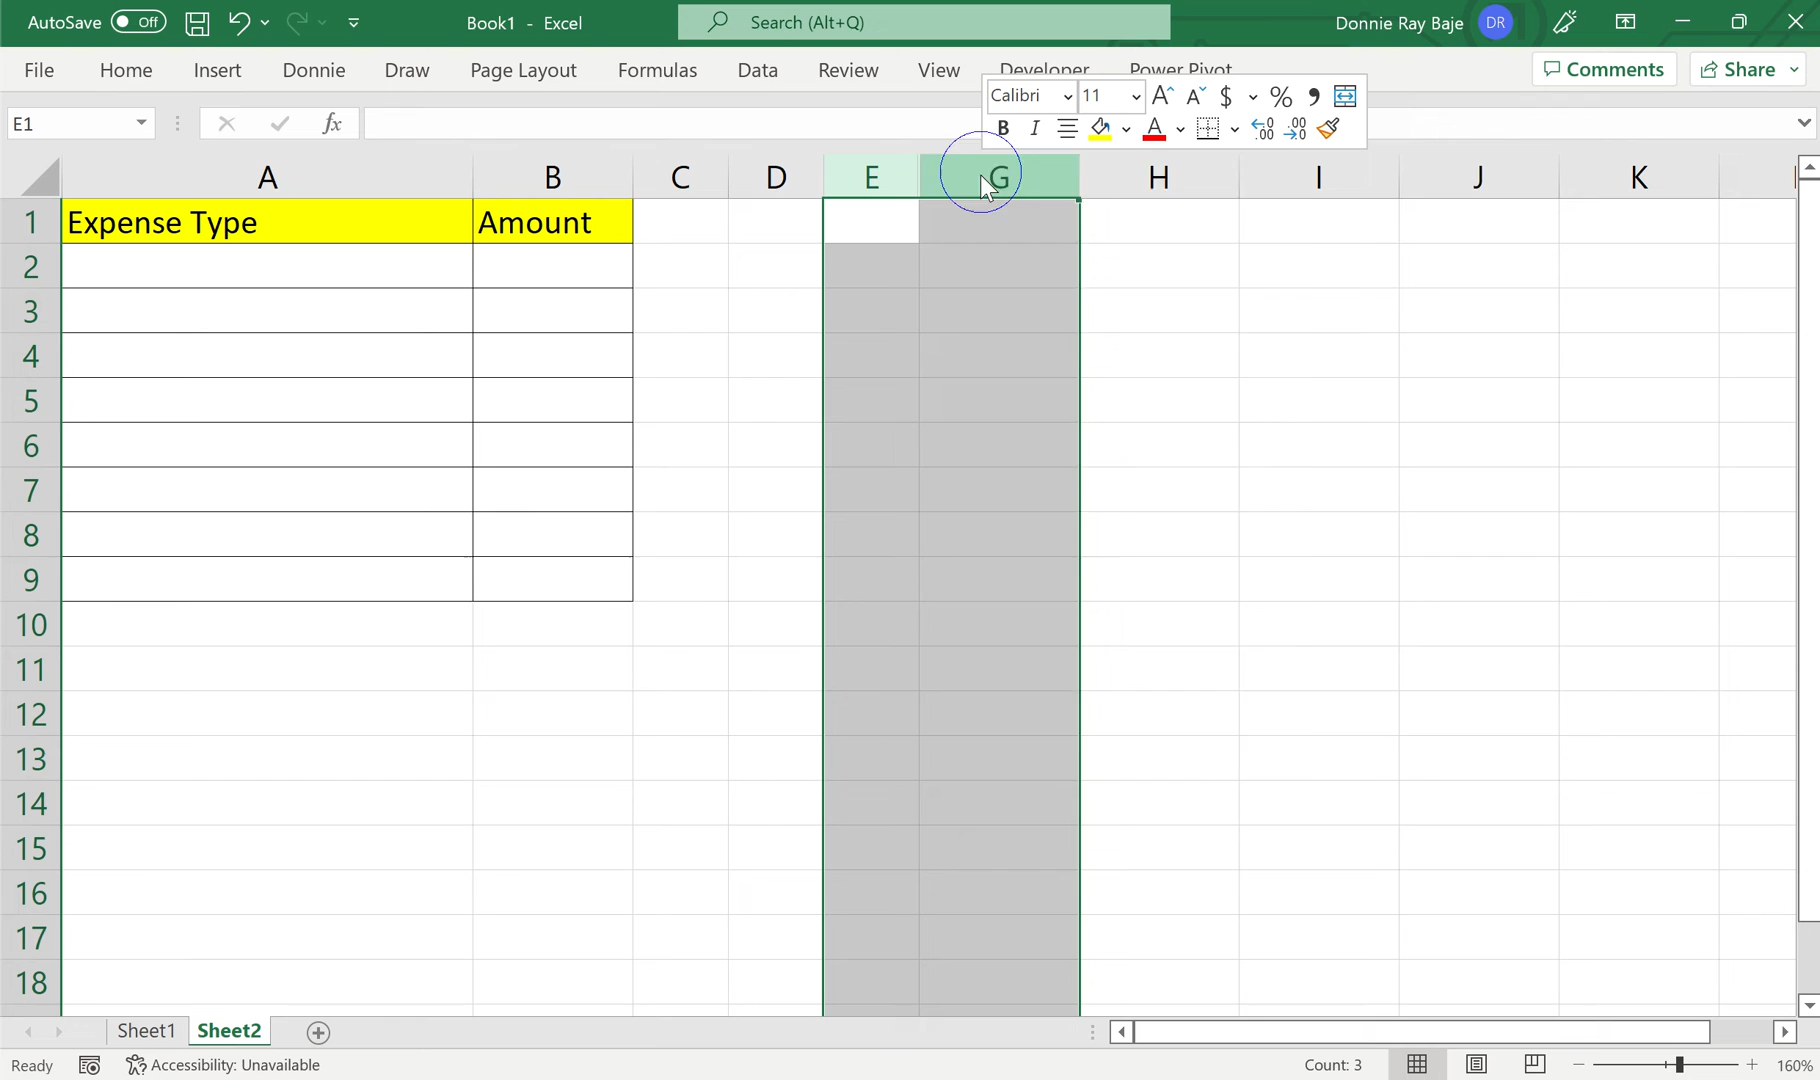 AutoSave Off Book1 - Excel Search (Alt+Q) Donnie Ray Baje DR
File Home Insert Donnie Draw Page Layout Formulas Data Review View Developer Power Pivot Comments Share
Calibri 11 A A $ % ,
B I A .00 .00
E1 fx
A B C D E G H I J K
1 Expense Type Amount
2
3
4
5
6
7
8
9
10
11
12
13
14
15
16
17
18
Sheet1 Sheet2
Ready Accessibility: Unavailable Count: 3 160%